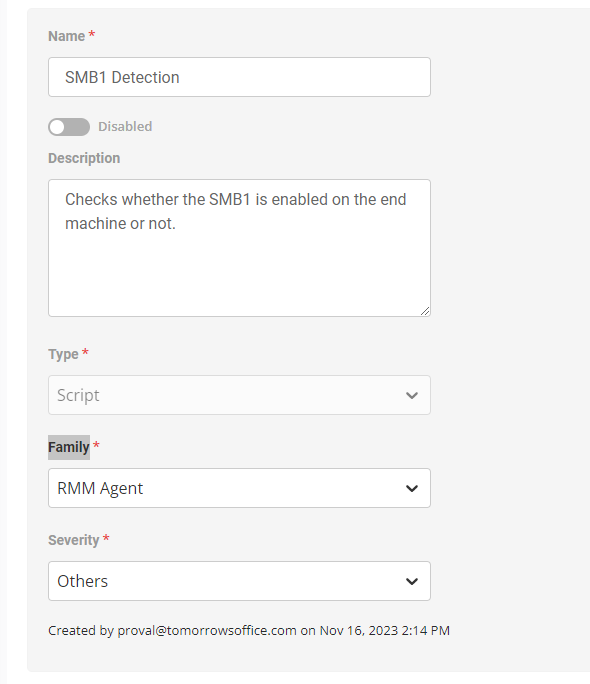 Name *
SMB1 Detection
Disabled
Description
Checks whether the SMB1 is enabled on the end
machine or not.
Type *
Script
Family *
RMM Agent
Severity *
Others
Created by proval@tomorrowsoffice.com on Nov 16, 2023 2:14 PM